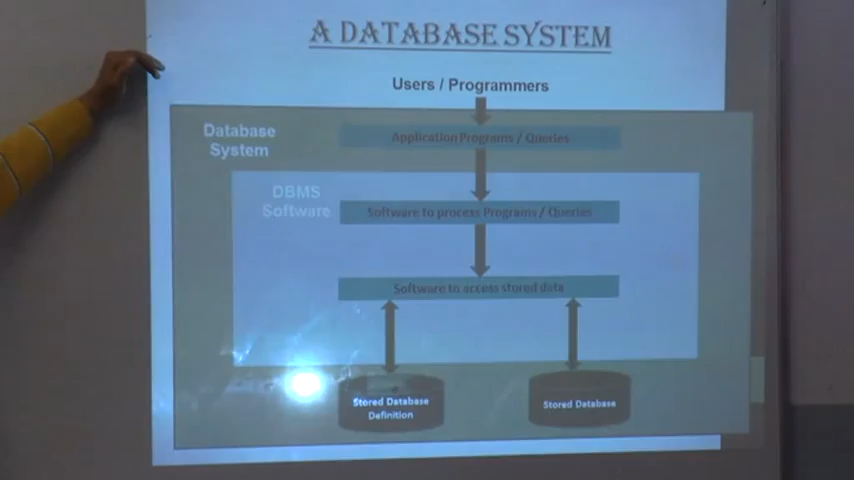 A DATABASE SYSTEM
Users / Programmers
Database
System
Application Programs / Queries
DBMS
Software
Software to process Programs / Queries
Software to access stored data
Stored Database
Definition
Stored Database